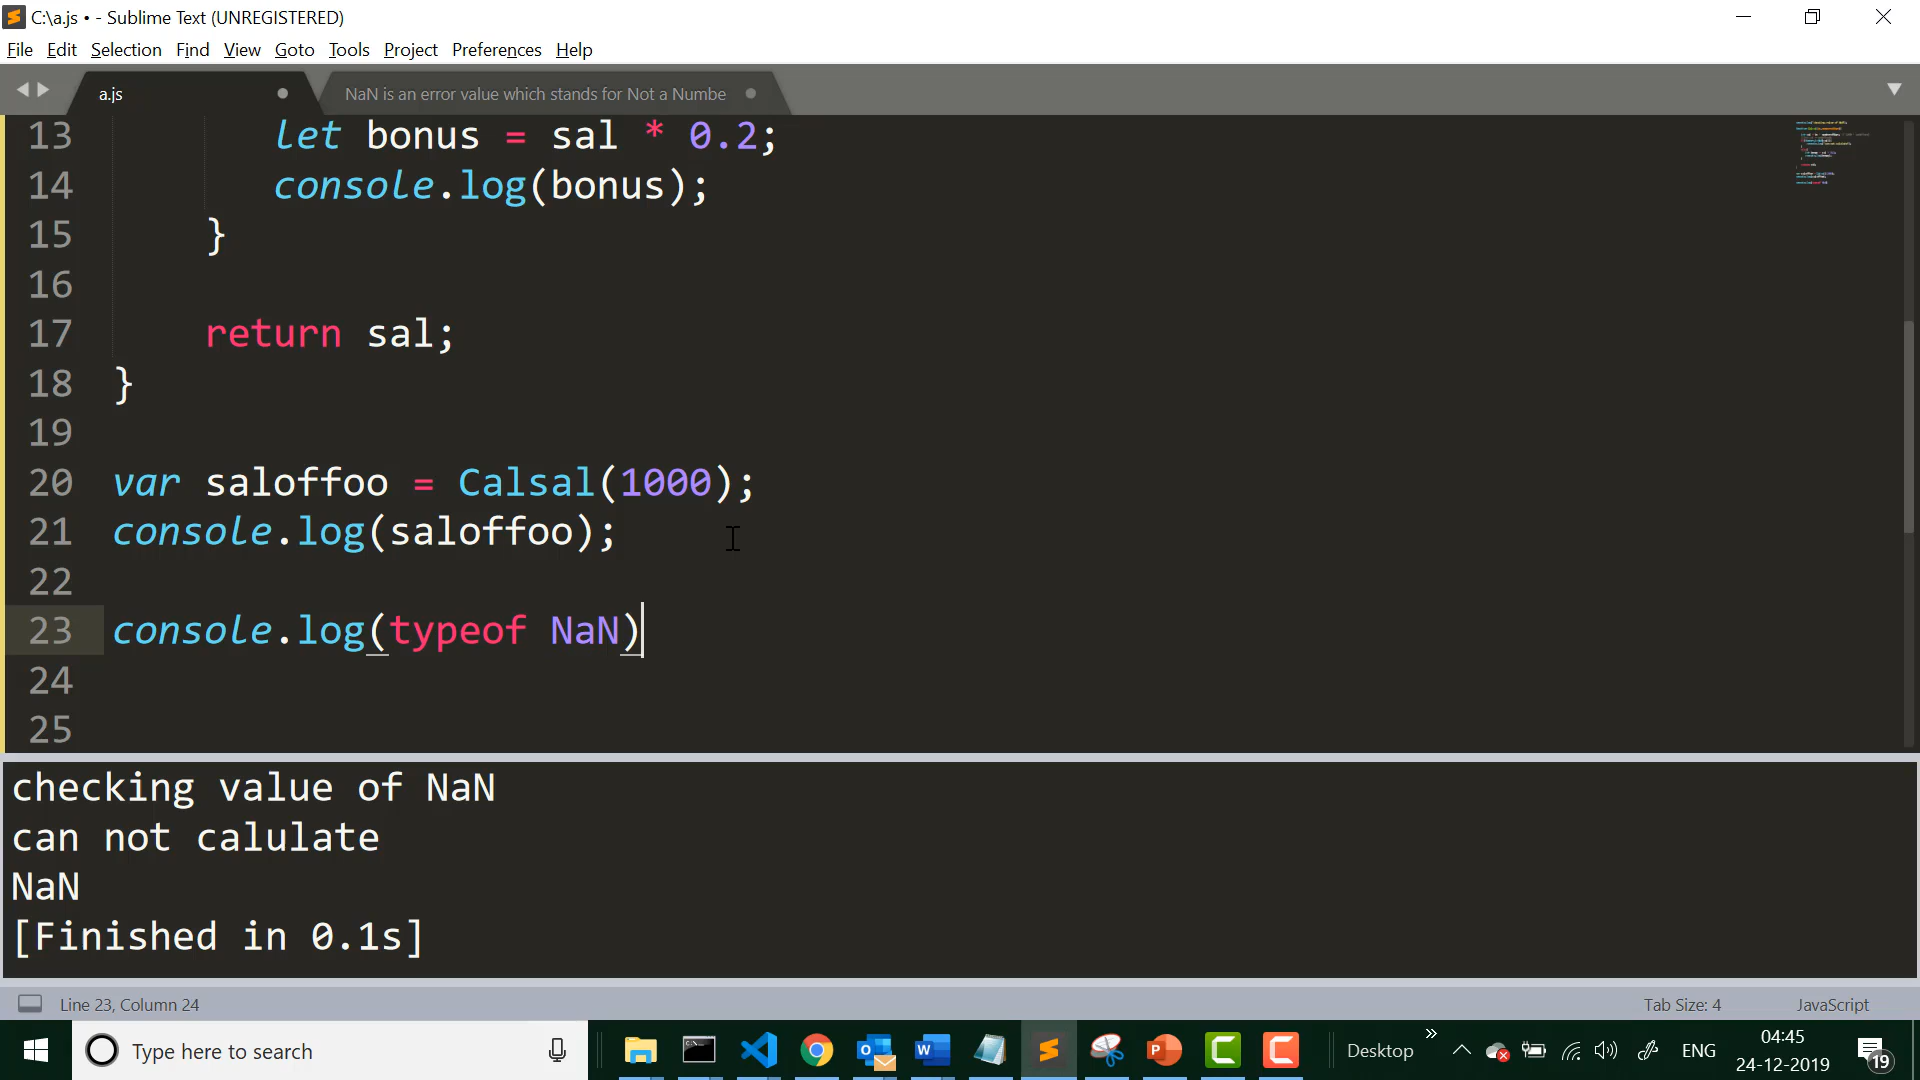 C:\a.js • - Sublime Text (UNREGISTERED)
File Edit Selection Find View Goto Tools Project Preferences Help
a.js NaN is an error value which stands for Not a Numbe
13 let bonus = sal * 0.2;
14 console.log(bonus);
15 }
16
17 return sal;
18 }
19
20 var saloffoo = Calsal(1000);
21 console.log(saloffoo);
22
23 console.log(typeof NaN)
24
25
checking value of NaN
can not calulate
NaN
[Finished in 0.1s]
Line 23, Column 24 Tab Size: 4 JavaScript
Type here to search Desktop ENG 04:45
24-12-2019 19